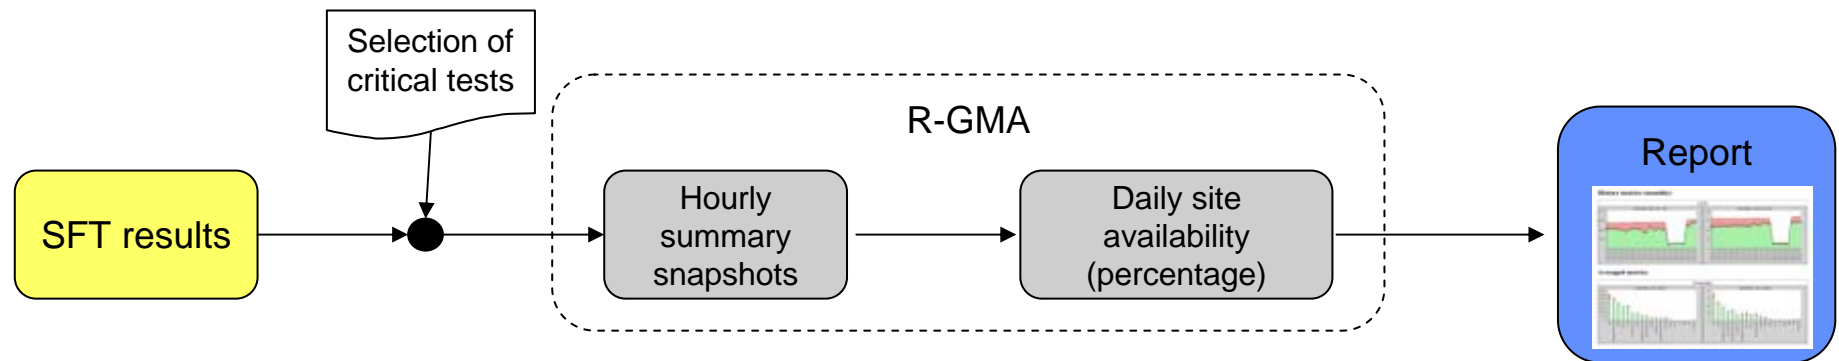 Selection of
critical tests
R-GMA
SFT results
Hourly
summary
snapshots
Daily site
availability
(percentage)
Report